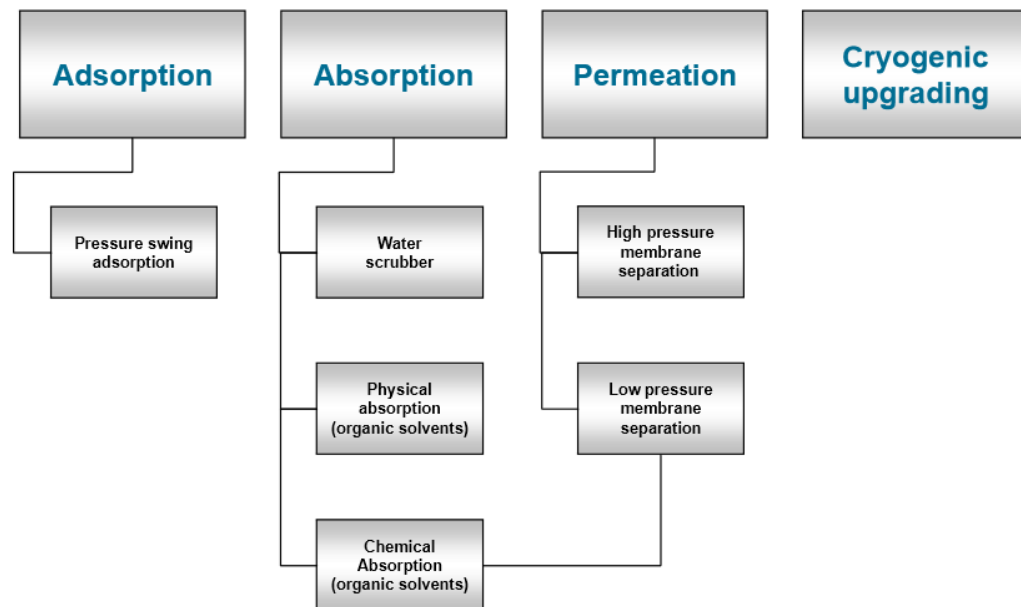 Adsorption
Absorption
Permeation
Cryogenic
upgrading
Pressure swing
adsorption
Water
scrubber
High pressure
membrane
separation
Physical
absorption
(organic solvents)
Low pressure
membrane
separation
Chemical
Absorption
(organic solvents)